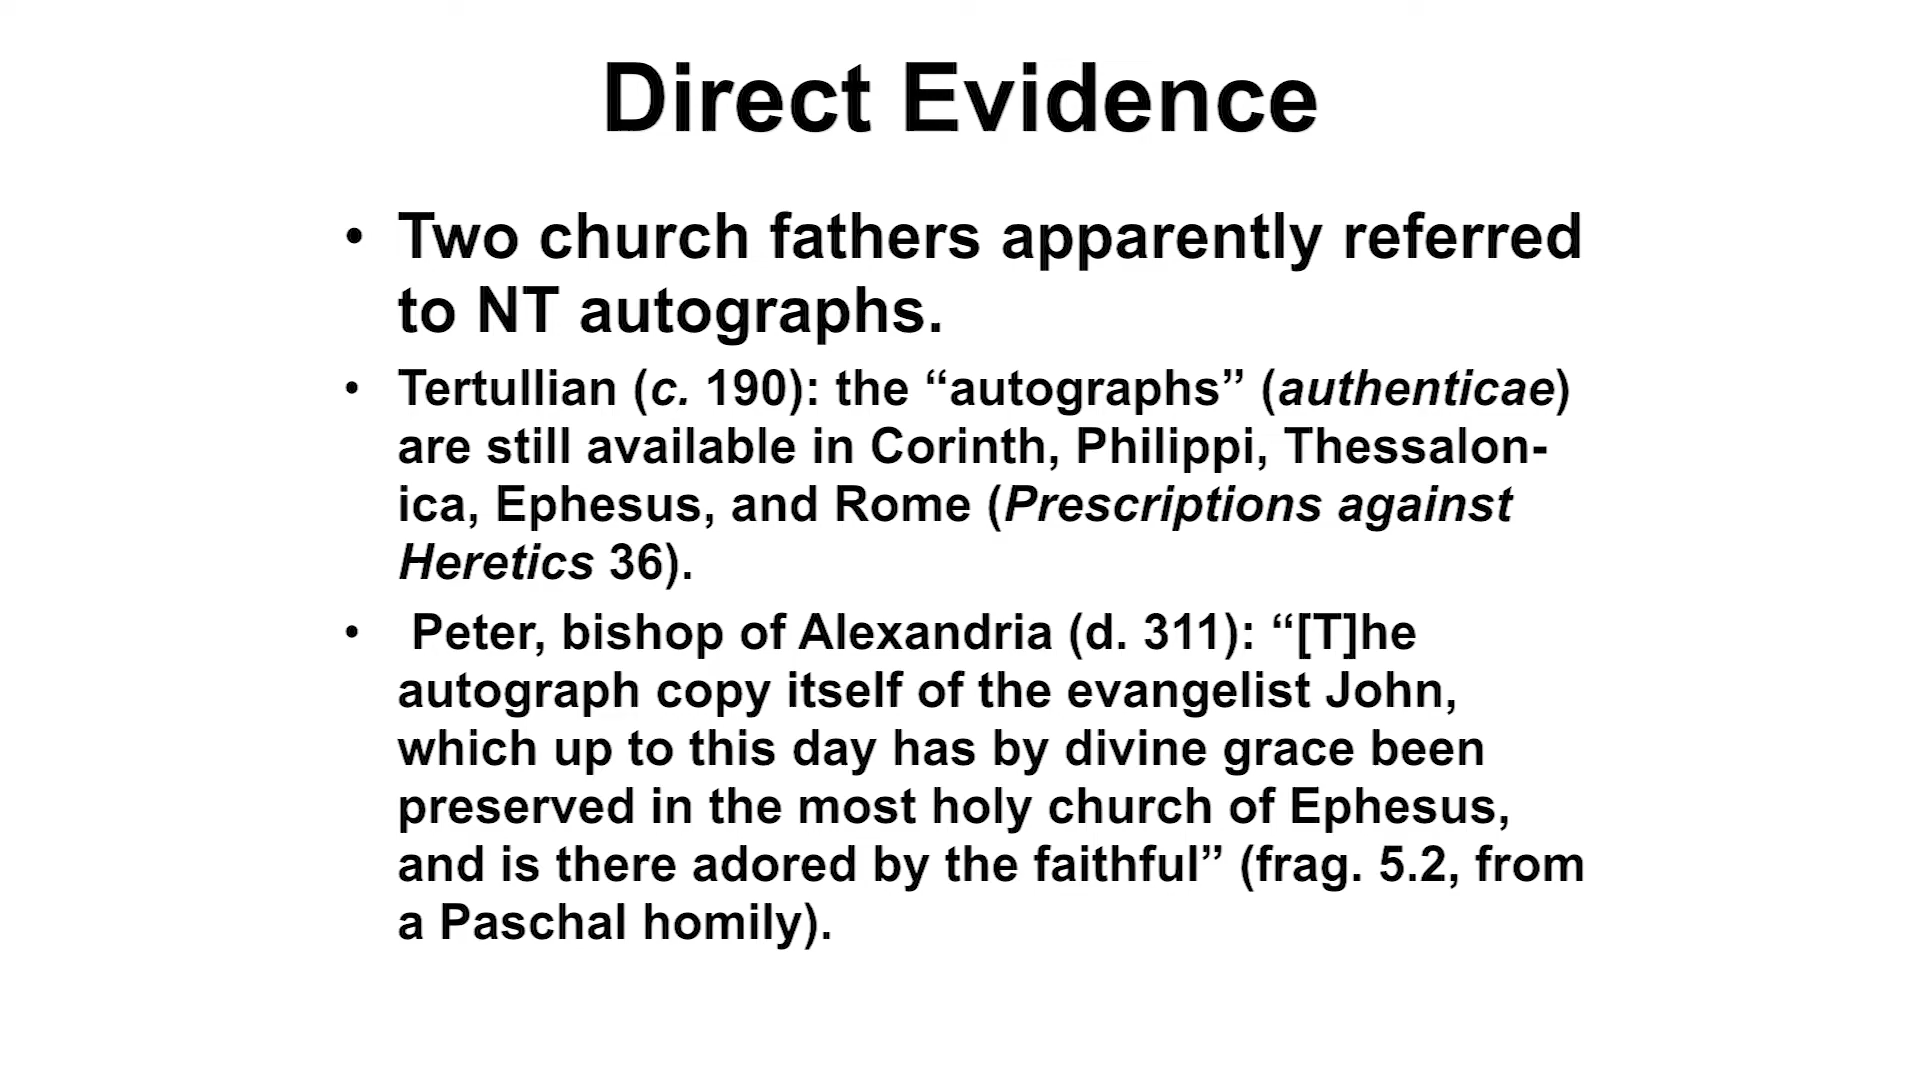 Direct Evidence
• Two church fathers apparently referred
to NT autographs.
• Tertullian (c. 190): the “autographs” (authenticae)
are still available in Corinth, Philippi, Thessalon-
ica, Ephesus, and Rome (Prescriptions against
Heretics 36).
• Peter, bishop of Alexandria (d. 311): “[T]he
autograph copy itself of the evangelist John,
which up to this day has by divine grace been
preserved in the most holy church of Ephesus,
and is there adored by the faithful” (frag. 5.2, from
a Paschal homily).